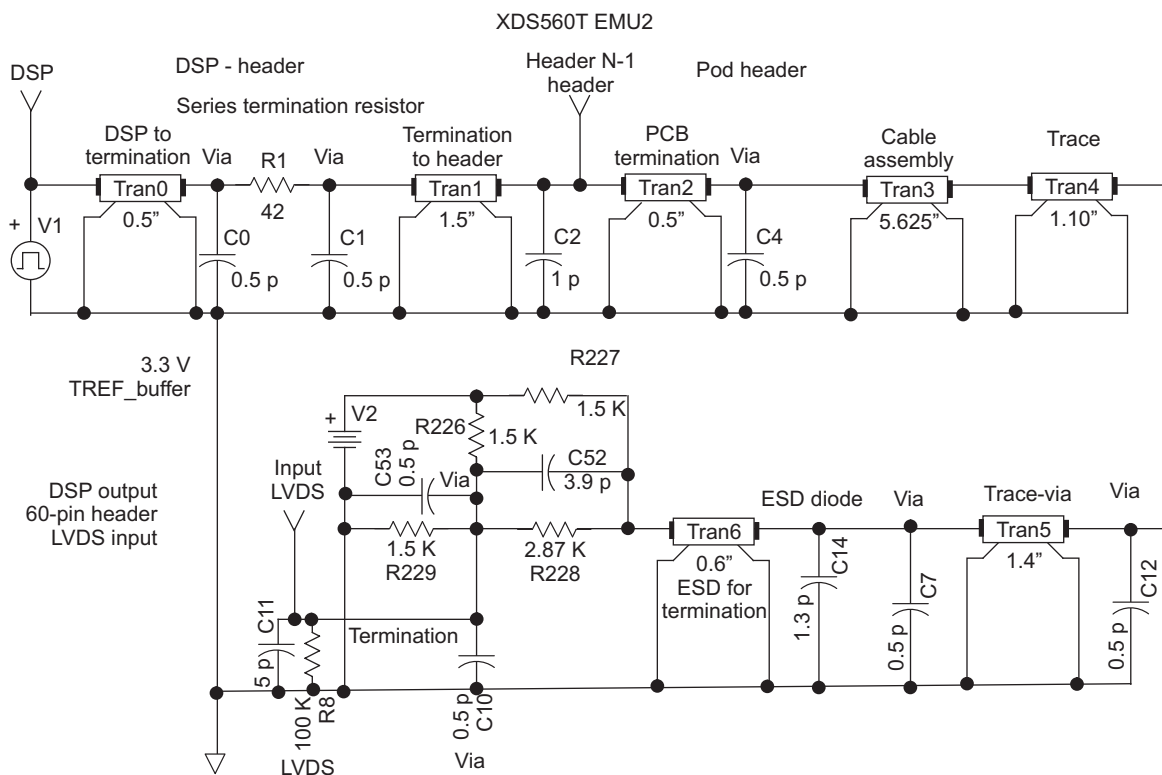 XDS560T EMU2
DSP
DSP - header
Header N-1
header
Pod header
Series termination resistor
DSP to
termination
Via
R1
Via
Termination
to header
PCB
termination
Via
Cable
assembly
Trace
Tran0
Tran1
Tran2
Tran3
Tran4
0.5”
42
1.5”
0.5”
5.625”
1.10”
+
V1
C0
0.5 p
C1
0.5 p
C2
1 p
C4
0.5 p
3.3 V
TREF_buffer
R227
1.5 K
+
V2
R226
1.5 K
C53
0.5 p
Via
C52
3.9 p
Input
LVDS
DSP output
60-pin header
LVDS input
ESD diode
Via
Trace-via
Via
1.5 K
R229
2.87 K
R228
Tran6
0.6”
ESD for
termination
C14
1.3 p
C7
0.5 p
Tran5
1.4”
C12
0.5 p
C11
5 p
Termination
100 K
R8
LVDS
0.5 p
C10
Via